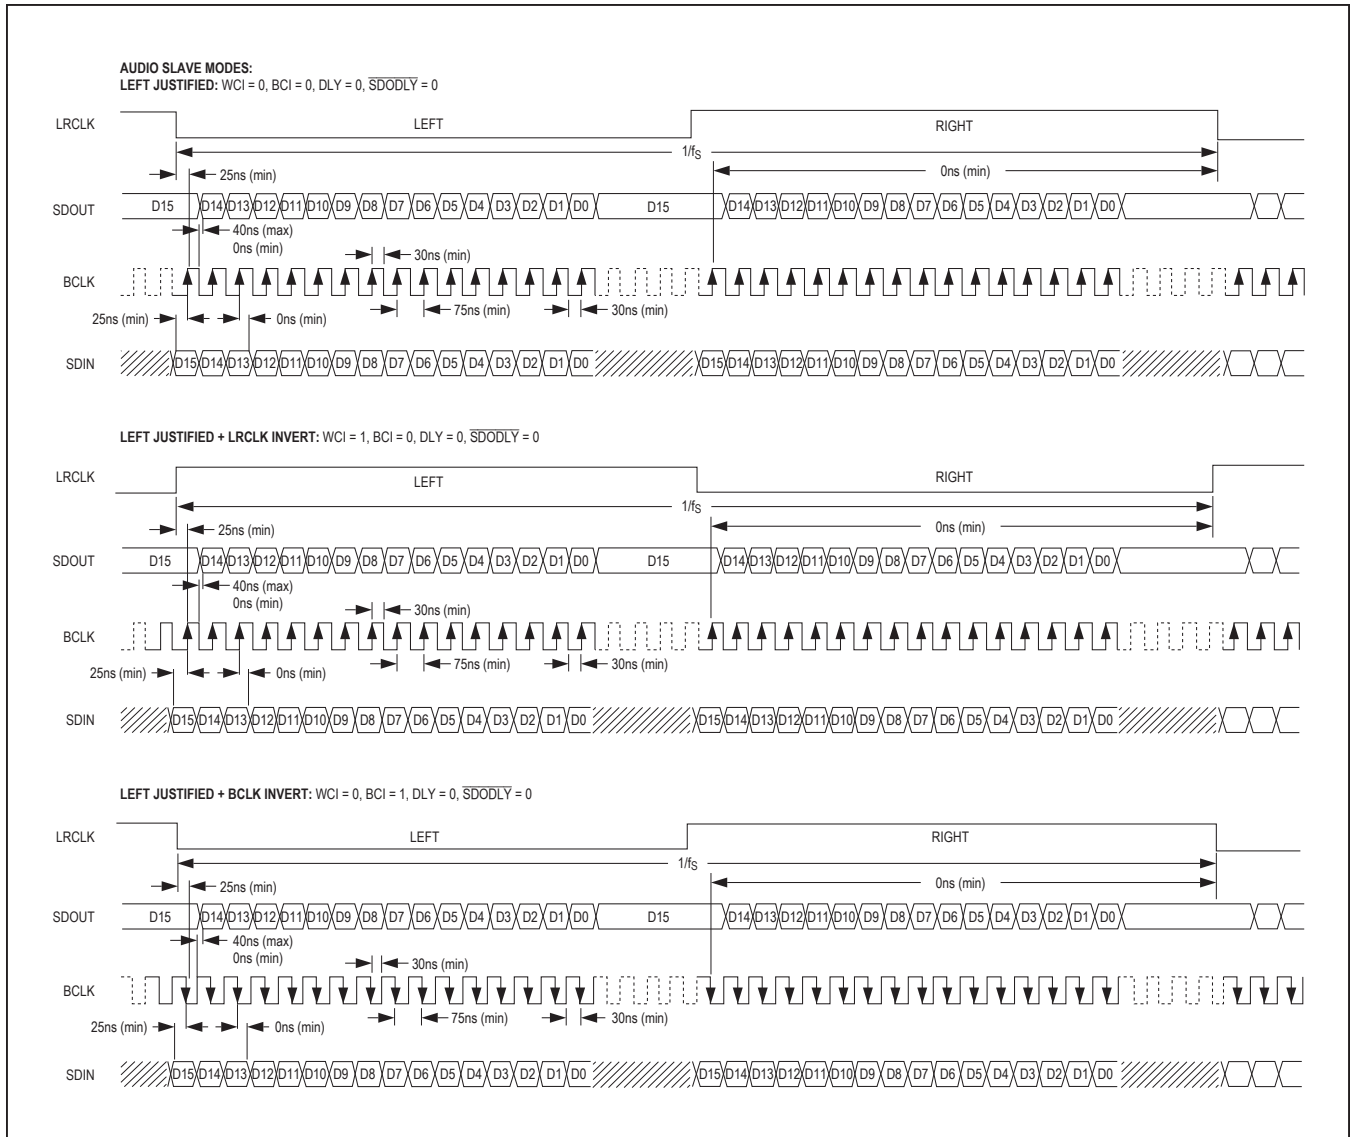 AUDIO SLAVE MODES:
LEFT JUSTIFIED: WCI = 0, BCI = 0, DLY = 0, SDODLY = 0
LRCLK LEFT RIGHT
1/fS
25ns (min) 0ns (min)
SDOUT D15 D14 D13 D12 D11 D10 D9 D8 D7 D6 D5 D4 D3 D2 D1 D0 D15 D14 D13 D12 D11 D10 D9 D8 D7 D6 D5 D4 D3 D2 D1 D0
40ns (max)
0ns (min) 30ns (min)
BCLK
25ns (min) 0ns (min) 75ns (min) 30ns (min)
SDIN D15 D14 D13 D12 D11 D10 D9 D8 D7 D6 D5 D4 D3 D2 D1 D0 D15 D14 D13 D12 D11 D10 D9 D8 D7 D6 D5 D4 D3 D2 D1 D0
LEFT JUSTIFIED + LRCLK INVERT: WCI = 1, BCI = 0, DLY = 0, SDODLY = 0
LRCLK LEFT RIGHT
1/fS
25ns (min) 0ns (min)
SDOUT D15 D14 D13 D12 D11 D10 D9 D8 D7 D6 D5 D4 D3 D2 D1 D0 D15 D14 D13 D12 D11 D10 D9 D8 D7 D6 D5 D4 D3 D2 D1 D0
40ns (max)
0ns (min) 30ns (min)
BCLK
25ns (min) 0ns (min) 75ns (min) 30ns (min)
SDIN D15 D14 D13 D12 D11 D10 D9 D8 D7 D6 D5 D4 D3 D2 D1 D0 D15 D14 D13 D12 D11 D10 D9 D8 D7 D6 D5 D4 D3 D2 D1 D0
LEFT JUSTIFIED + BCLK INVERT: WCI = 0, BCI = 1, DLY = 0, SDODLY = 0
LRCLK LEFT RIGHT
1/fS
25ns (min) 0ns (min)
SDOUT D15 D14 D13 D12 D11 D10 D9 D8 D7 D6 D5 D4 D3 D2 D1 D0 D15 D14 D13 D12 D11 D10 D9 D8 D7 D6 D5 D4 D3 D2 D1 D0
40ns (max)
0ns (min) 30ns (min)
BCLK
25ns (min) 0ns (min) 75ns (min) 30ns (min)
SDIN D15 D14 D13 D12 D11 D10 D9 D8 D7 D6 D5 D4 D3 D2 D1 D0 D15 D14 D13 D12 D11 D10 D9 D8 D7 D6 D5 D4 D3 D2 D1 D0